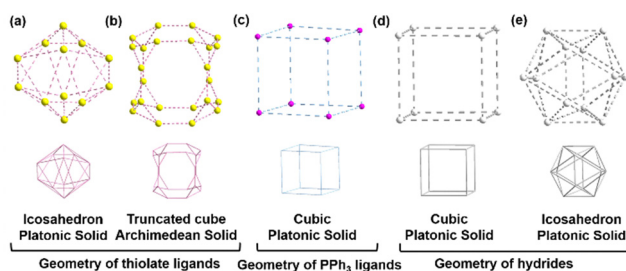 (a) (b) (c) (d) (e)
Icosahedron Truncated cube Cubic Cubic Icosahedron
Platonic Solid Archimedean Solid Platonic Solid Platonic Solid Platonic Solid
Geometry of thiolate ligands Geometry of PPh₃ ligands Geometry of hydrides